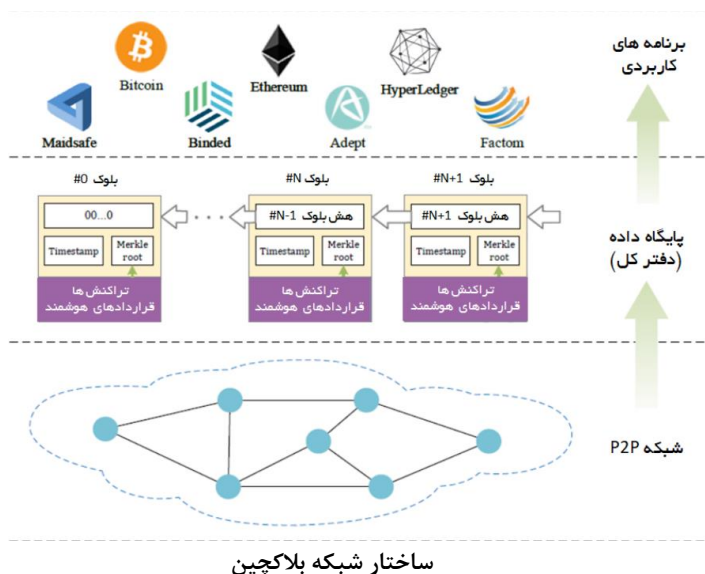 برنامه های
کاربردی
Bitcoin
Ethereum
HyperLedger
Maidsafe
Binded
Adept
Factom
بلوک 0#
بلوک N#
بلوک N+1#
00...0
هش بلوک N-1#
هش بلوک N+1#
Timestamp
Merkle
root
Timestamp
Merkle
root
Timestamp
Merkle
root
تراکنش ها
قراردادهای هوشمند
تراکنش ها
قراردادهای هوشمند
تراکنش ها
قراردادهای هوشمند
پایگاه داده
(دفتر کل)
شبکه P2P
ساختار شبکه بلاکچین